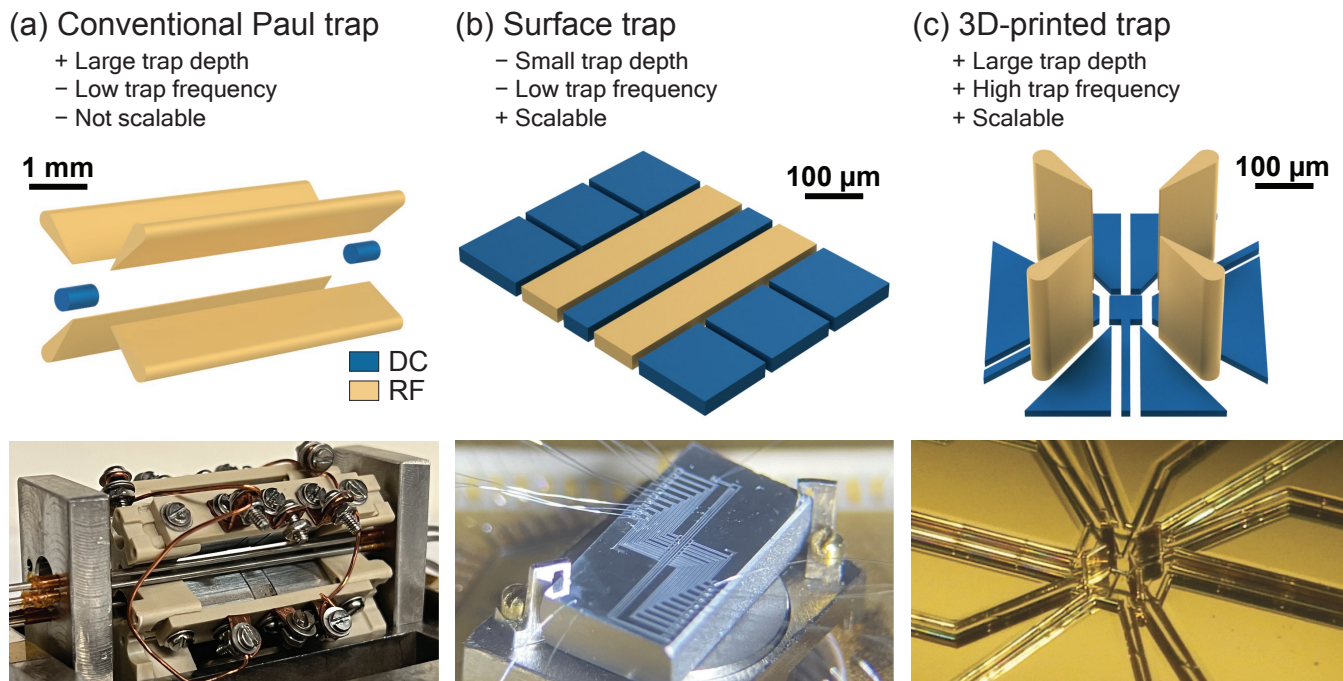 (a) Conventional Paul trap
+ Large trap depth
− Low trap frequency
− Not scalable
1 mm
DC
RF
(b) Surface trap
− Small trap depth
− Low trap frequency
+ Scalable
100 µm
(c) 3D-printed trap
+ Large trap depth
+ High trap frequency
+ Scalable
100 µm